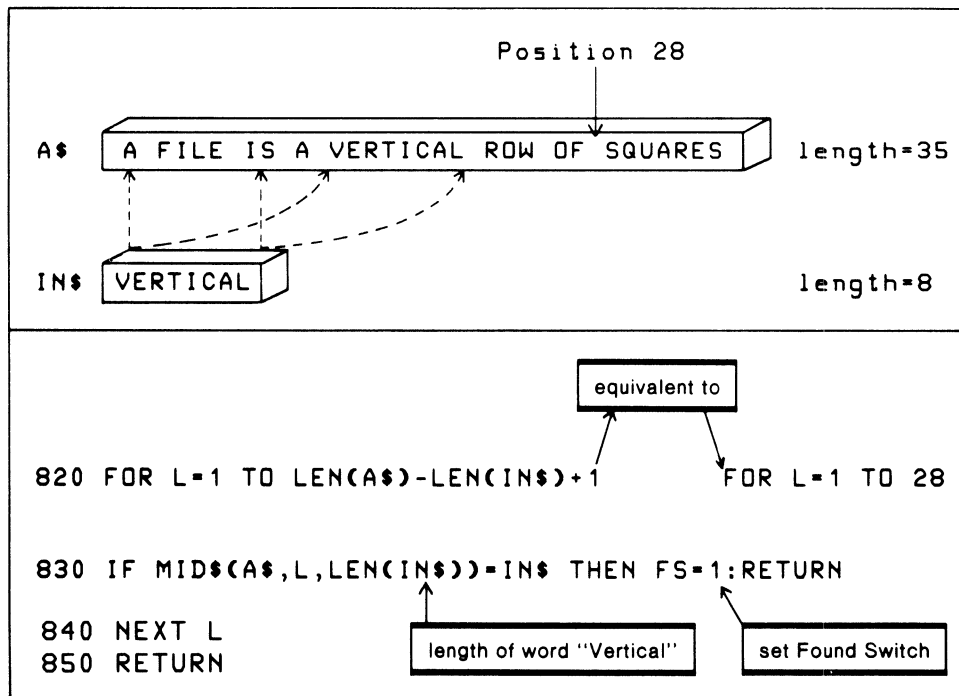 Position 28
A$ A FILE IS A VERTICAL ROW OF SQUARES length=35
IN$ VERTICAL length=8
equivalent to
820 FOR L=1 TO LEN(A$)-LEN(IN$)+1 FOR L=1 TO 28
830 IF MID$(A$,L,LEN(IN$))=IN$ THEN FS=1:RETURN
840 NEXT L
850 RETURN
length of word "Vertical"
set Found Switch